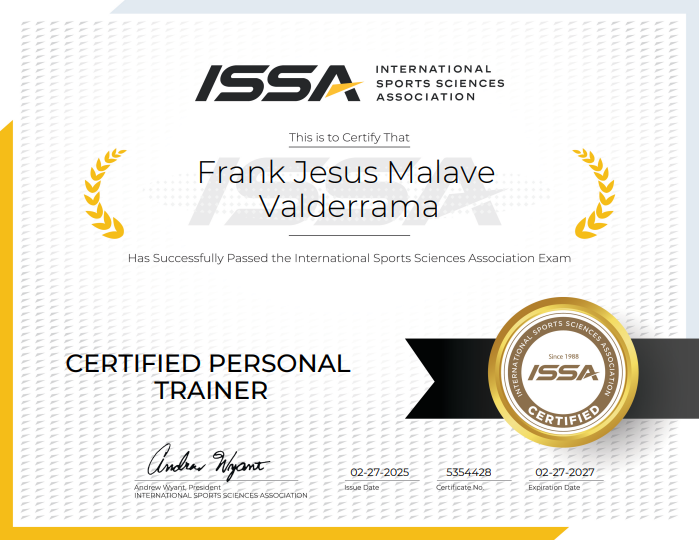 ISSA
INTERNATIONAL
SPORTS SCIENCES
ASSOCIATION
This is to Certify That
ISSA
Frank Jesus Malave
Valderrama
Has Successfully Passed the International Sports Sciences Association Exam
CERTIFIED PERSONAL
TRAINER
INTERNATIONAL SPORTS SCIENCES ASSOCIATION
Since 1988
ISSA
CERTIFIED
Andrew Wyant
02-27-2025
5354428
02-27-2027
Andrew Wyant, President
INTERNATIONAL SPORTS SCIENCES ASSOCIATION
Issue Date
Certificate No.
Expiration Date